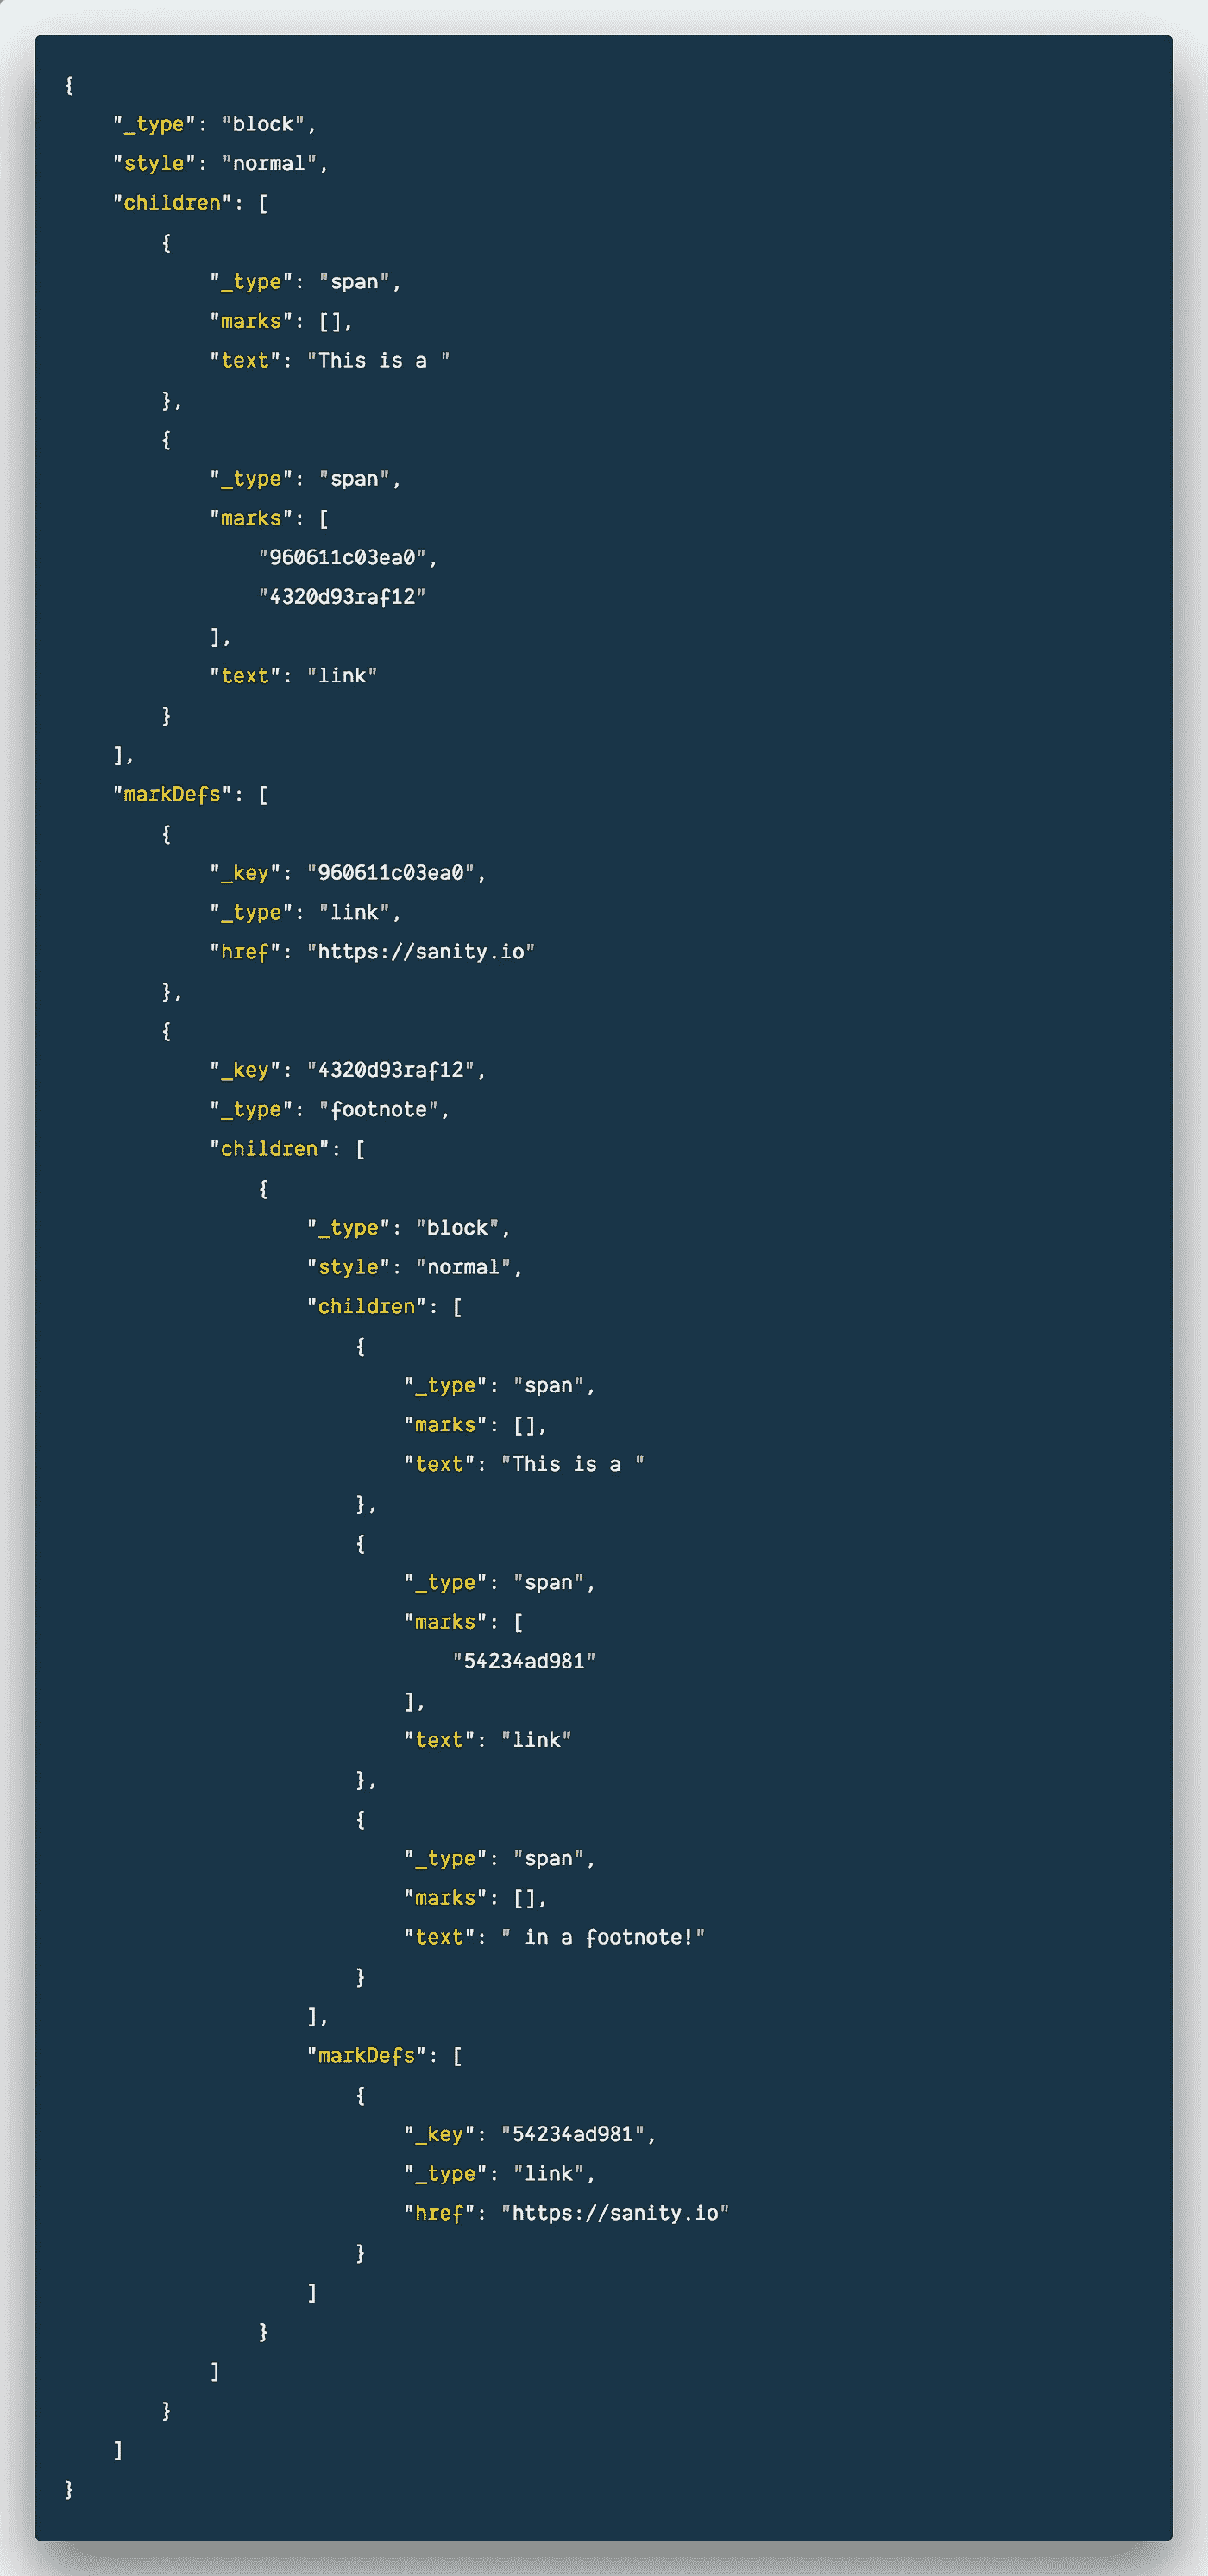 {
    "_type": "block",
    "style": "normal",
    "children": [
        {
            "_type": "span",
            "marks": [],
            "text": "This is a "
        },
        {
            "_type": "span",
            "marks": [
                "960611c03ea0",
                "4320d93raf12"
            ],
            "text": "link"
        }
    ],
    "markDefs": [
        {
            "_key": "960611c03ea0",
            "_type": "link",
            "href": "https://sanity.io"
        },
        {
            "_key": "4320d93raf12",
            "_type": "footnote",
            "children": [
                {
                    "_type": "block",
                    "style": "normal",
                    "children": [
                        {
                            "_type": "span",
                            "marks": [],
                            "text": "This is a "
                        },
                        {
                            "_type": "span",
                            "marks": [
                                "54234ad981"
                            ],
                            "text": "link"
                        },
                        {
                            "_type": "span",
                            "marks": [],
                            "text": " in a footnote!"
                        }
                    ],
                    "markDefs": [
                        {
                            "_key": "54234ad981",
                            "_type": "link",
                            "href": "https://sanity.io"
                        }
                    ]
                }
            ]
        }
    ]
}